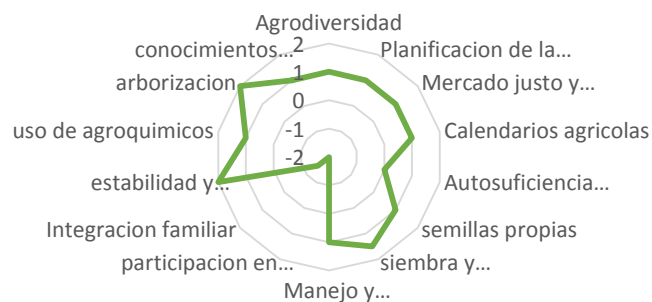 Agrodiversidad
Planificacion de la...
Mercado justo y...
Calendarios agricolas
Autosuficiencia...
semillas propias
siembra y...
Manejo y...
participacion en...
Integracion familiar
estabilidad y...
uso de agroquimicos
arborizacion
conocimientos...
2
1
0
-1
-2